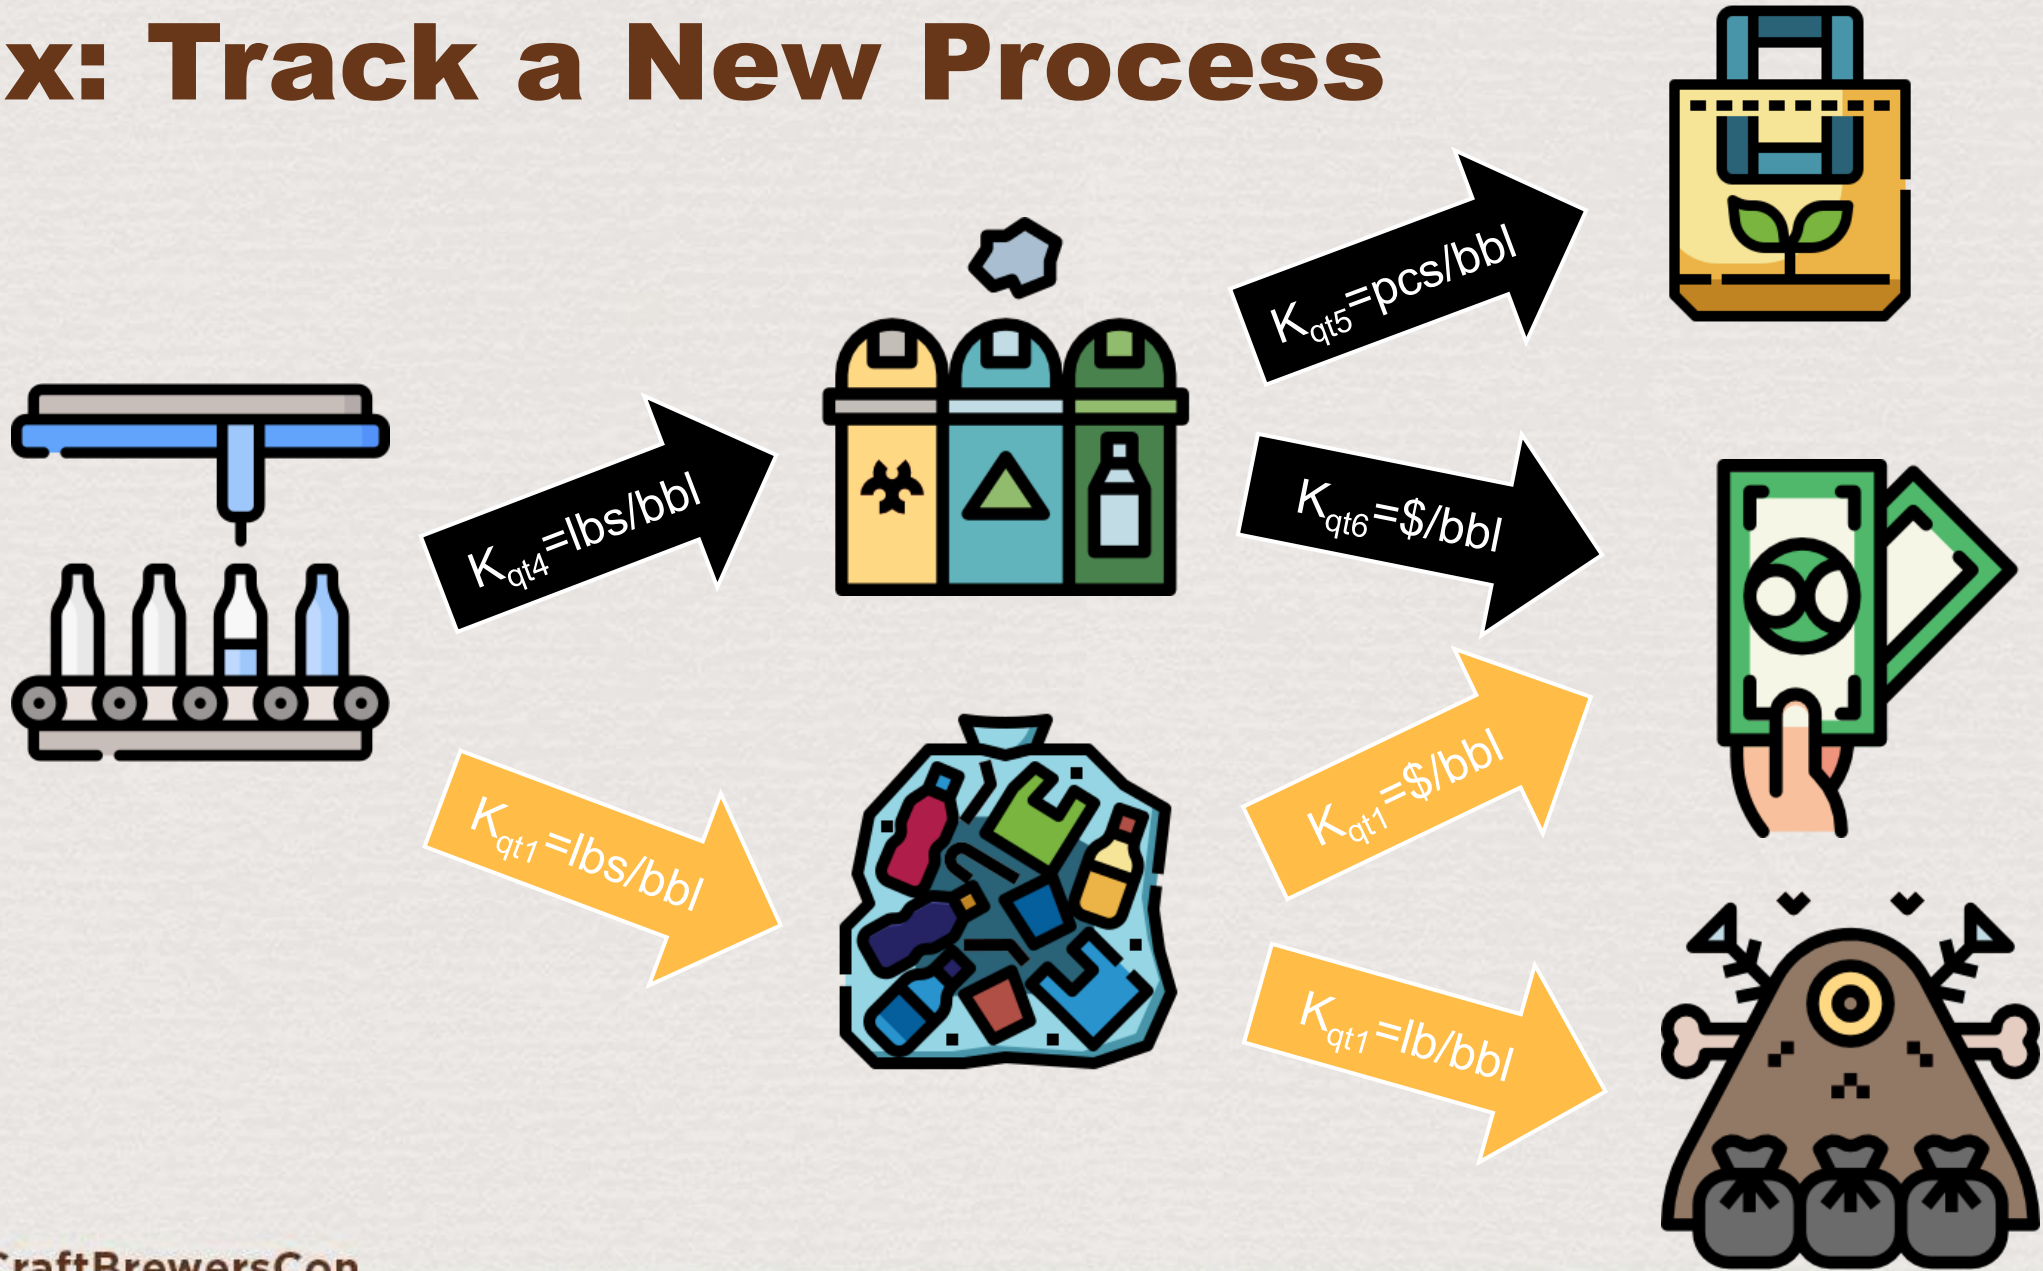 x: Track a New Process
Kqt5=pcs/bbl
Kqt4=lbs/bbl
Kqt6=$/bbl
Kqt1=lbs/bbl
Kqt1=$/bbl
Kqt1=lb/bbl
CraftBrewersCon